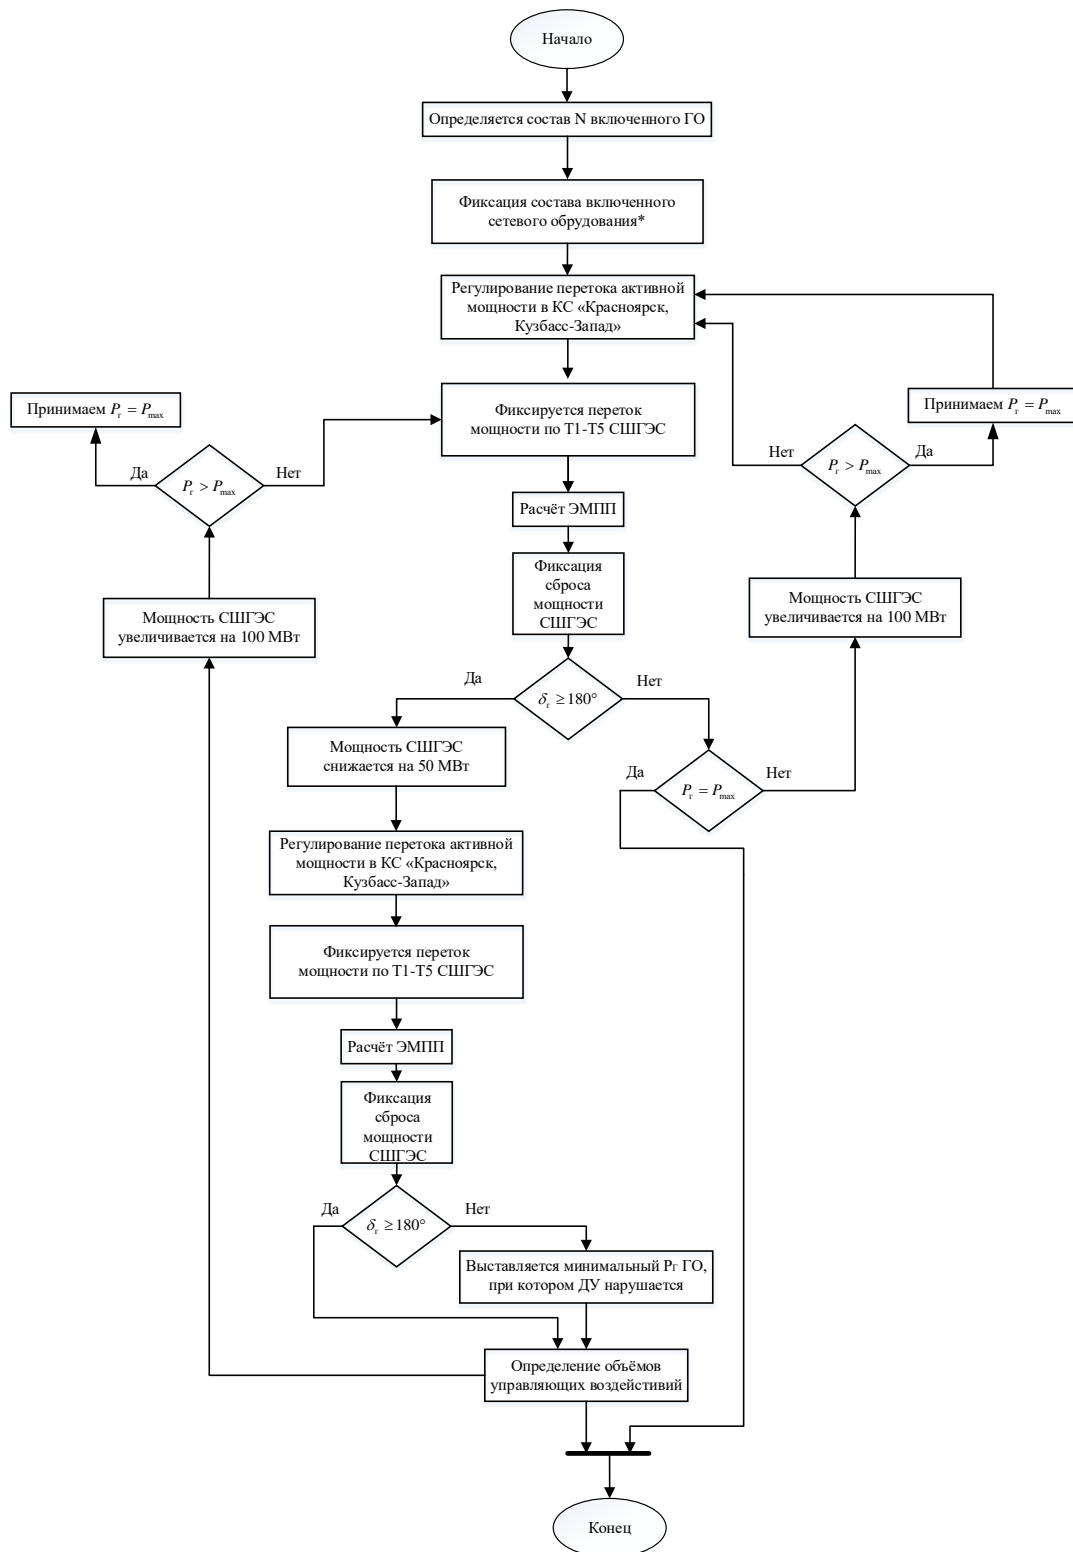 Начало
Определяется состав N включенного ГО
Фиксация состава включенного
сетевого обрудования*
Регулирование перетока активной
мощности в КС «Красноярск,
Кузбасс-Запад»
Принимаем Pг = Pmax
Фиксируется переток
мощности по Т1-Т5 СШГЭС
Принимаем Pг = Pmax
Да
Pг > Pmax
Нет
Нет
Pг > Pmax
Да
Расчёт ЭМПП
Фиксация
сброса
мощности
СШГЭС
Мощность СШГЭС
увеличивается на 100 МВт
Мощность СШГЭС
увеличивается на 100 МВт
Да
δг ≥ 180°
Нет
Мощность СШГЭС
снижается на 50 МВт
Да
Pг = Pmax
Нет
Регулирование перетока активной
мощности в КС «Красноярск,
Кузбасс-Запад»
Фиксируется переток
мощности по Т1-Т5 СШГЭС
Расчёт ЭМПП
Фиксация
сброса
мощности
СШГЭС
Да
δг ≥ 180°
Нет
Выставляется минимальный Рг ГО,
при котором ДУ нарушается
Определение объёмов
управляющих воздейстивий
Конец